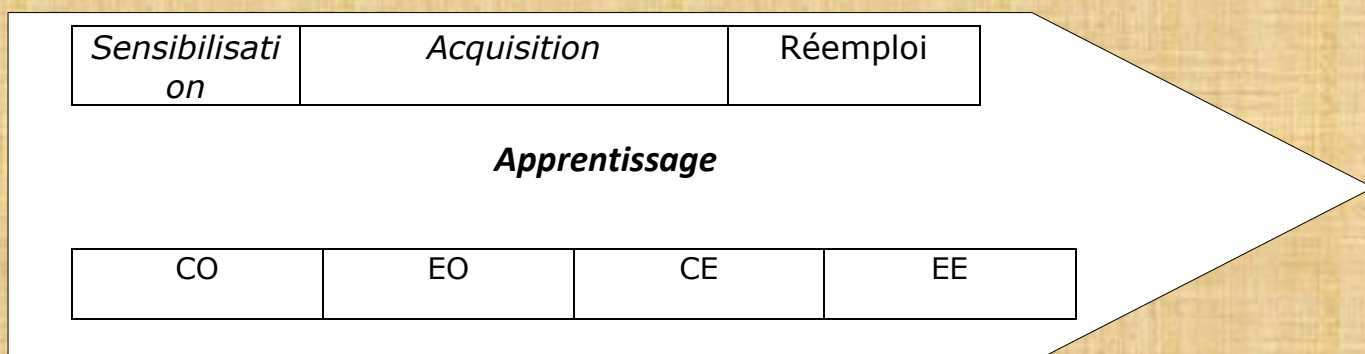 Sensibilisati
on
Acquisition
Réemploi
Apprentissage
CO
EO
CE
EE